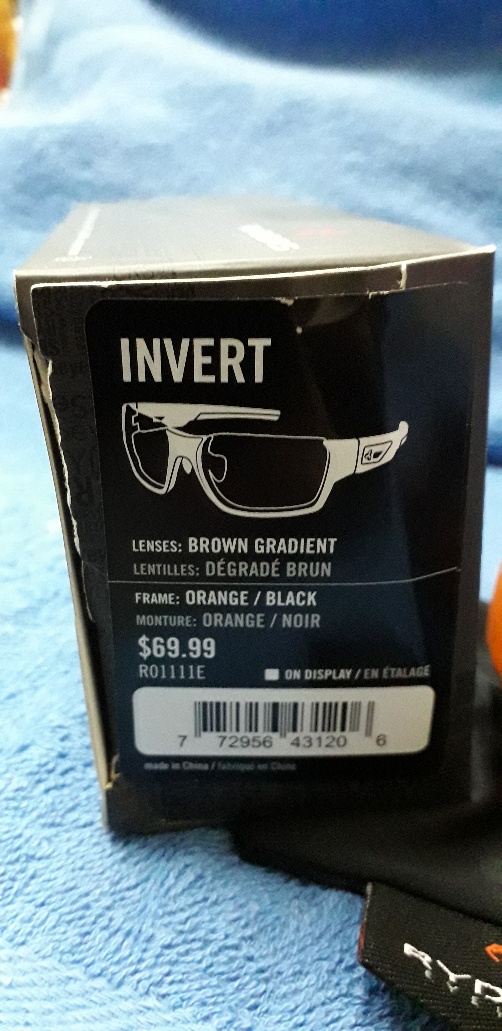 INVERT
LENSES: BROWN GRADIENT
LENTILLES: DÉGRADÉ BRUN
FRAME: ORANGE / BLACK
MONTURE: ORANGE / NOIR
$69.99
R01111E
ON DISPLAY / EN ÉTALAGE
7 72956 43120 6
made in China / fabriqué en Chine